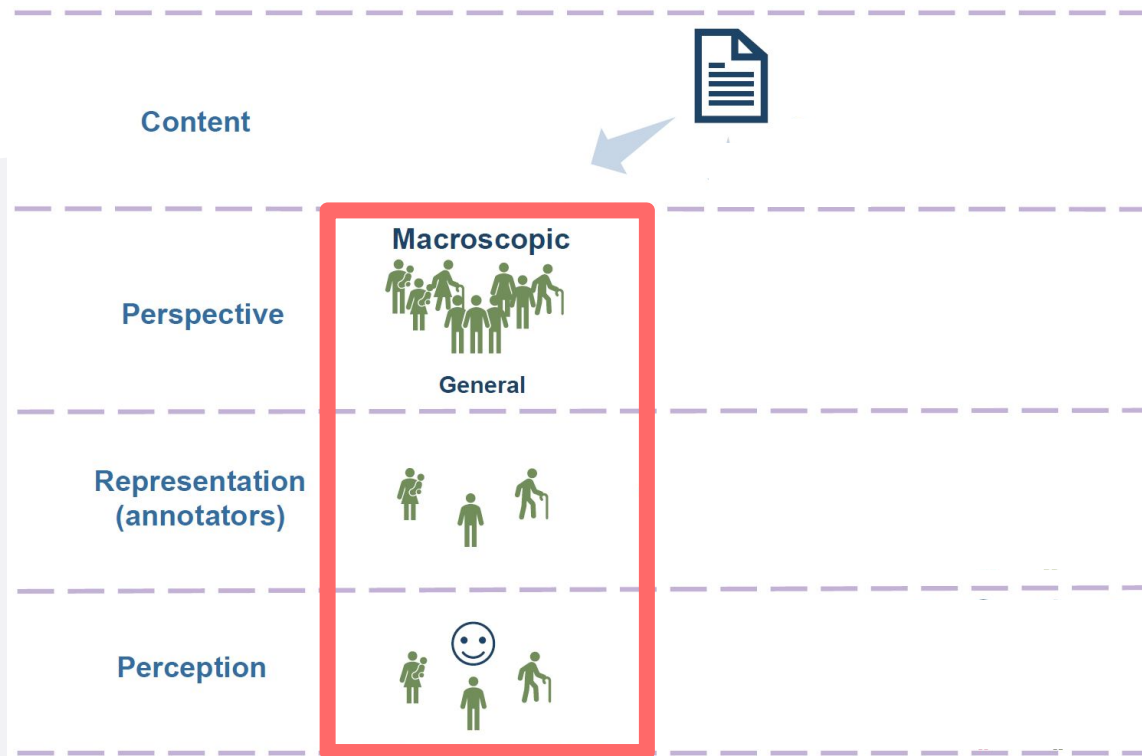 Content
Macroscopic
Perspective
General
Representation
(annotators)
Perception